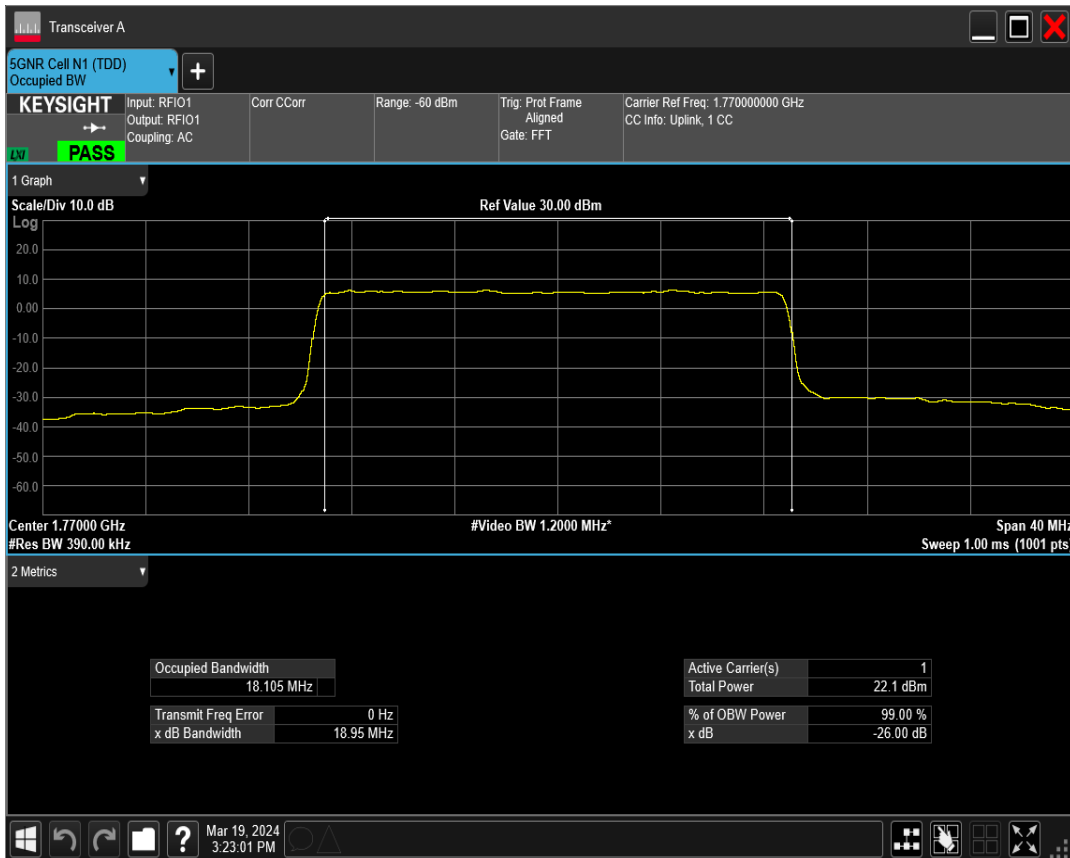 Transceiver A
5GNR Cell N1 (TDD)
Occupied BW
+
KEYSIGHT
LXI
PASS
Input: RFIO1
Output: RFIO1
Coupling: AC
Corr CCorr
Range: -60 dBm
Trig: Prot Frame
Aligned
Gate: FFT
Carrier Ref Freq: 1.770000000 GHz
CC Info: Uplink, 1 CC
1 Graph
Scale/Div 10.0 dB
Ref Value 30.00 dBm
Log
20.0
10.0
0.00
-10.0
-20.0
-30.0
-40.0
-50.0
-60.0
Center 1.77000 GHz
#Video BW 1.2000 MHz*
Span 40 MHz
#Res BW 390.00 kHz
Sweep 1.00 ms (1001 pts)
2 Metrics
Occupied Bandwidth
18.105 MHz
Transmit Freq Error 0 Hz
x dB Bandwidth 18.95 MHz
Active Carrier(s) 1
Total Power 22.1 dBm
% of OBW Power 99.00 %
x dB -26.00 dB
?
Mar 19, 2024
3:23:01 PM